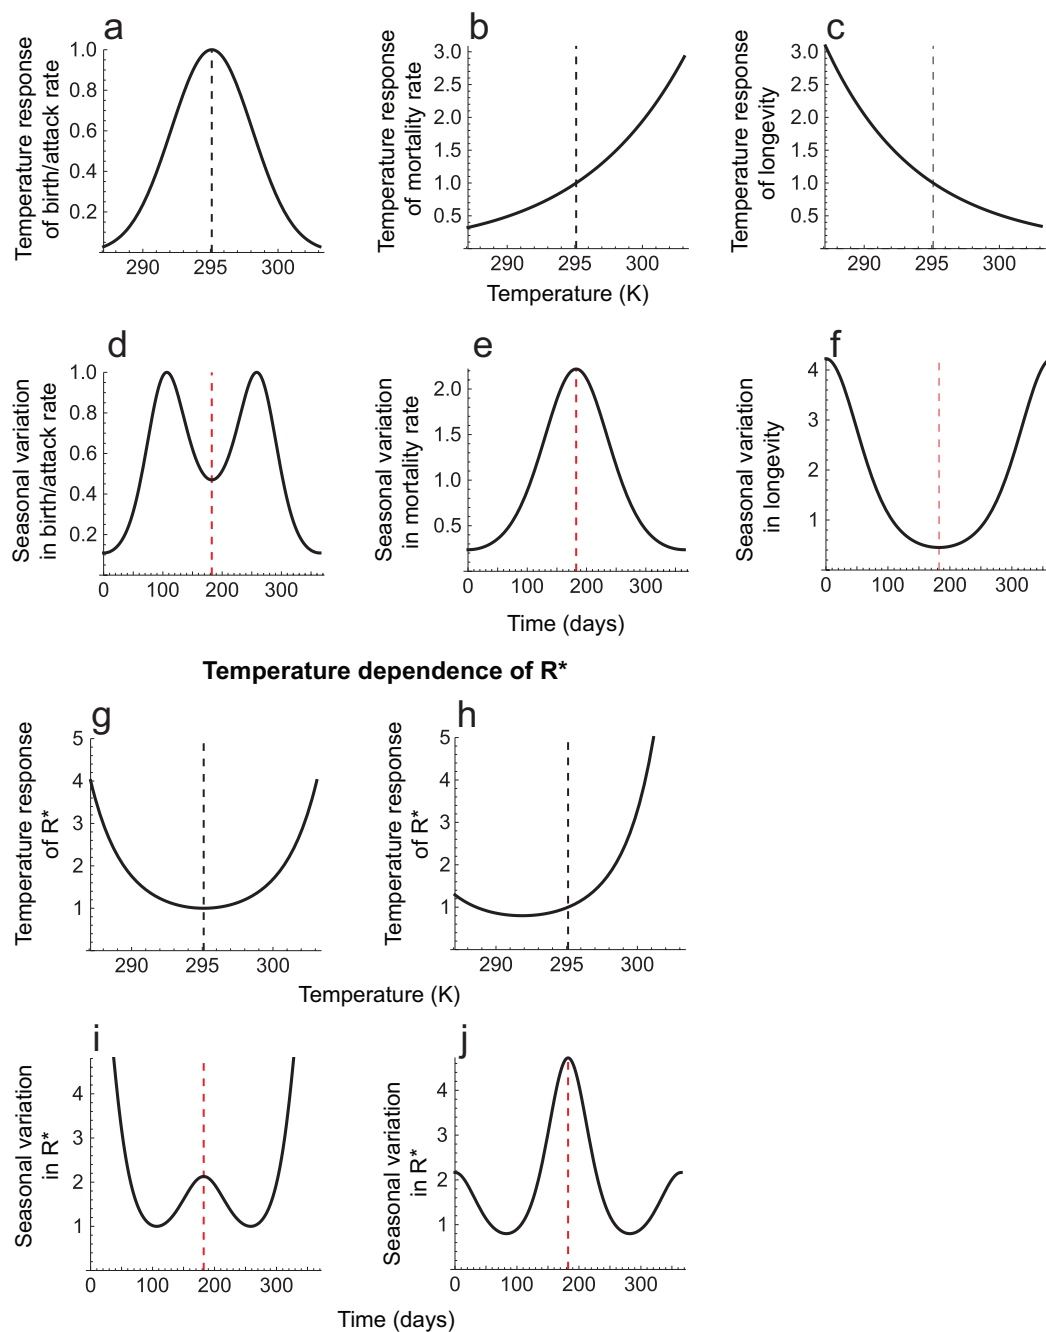 a
Temperature response
of birth/attack rate
1.0
0.8
0.6
0.4
0.2
290 295 300
b
Temperature response
of mortality rate
3.0
2.5
2.0
1.5
1.0
0.5
290 295 300
Temperature (K)
c
Temperature response
of longevity
3.0
2.5
2.0
1.5
1.0
0.5
290 295 300
d
Seasonal variation
in birth/attack rate
1.0
0.8
0.6
0.4
0.2
0 100 200 300
e
Seasonal variation
in mortality rate
2.0
1.5
1.0
0.5
0 100 200 300
Time (days)
f
Seasonal variation
in longevity
4
3
2
1
0 100 200 300
Temperature dependence of R*
g
Temperature response
of R*
5
4
3
2
1
290 295 300
h
Temperature response
of R*
5
4
3
2
1
290 295 300
Temperature (K)
i
Seasonal variation
in R*
4
3
2
1
0 100 200 300
j
Seasonal variation
in R*
4
3
2
1
0 100 200 300
Time (days)